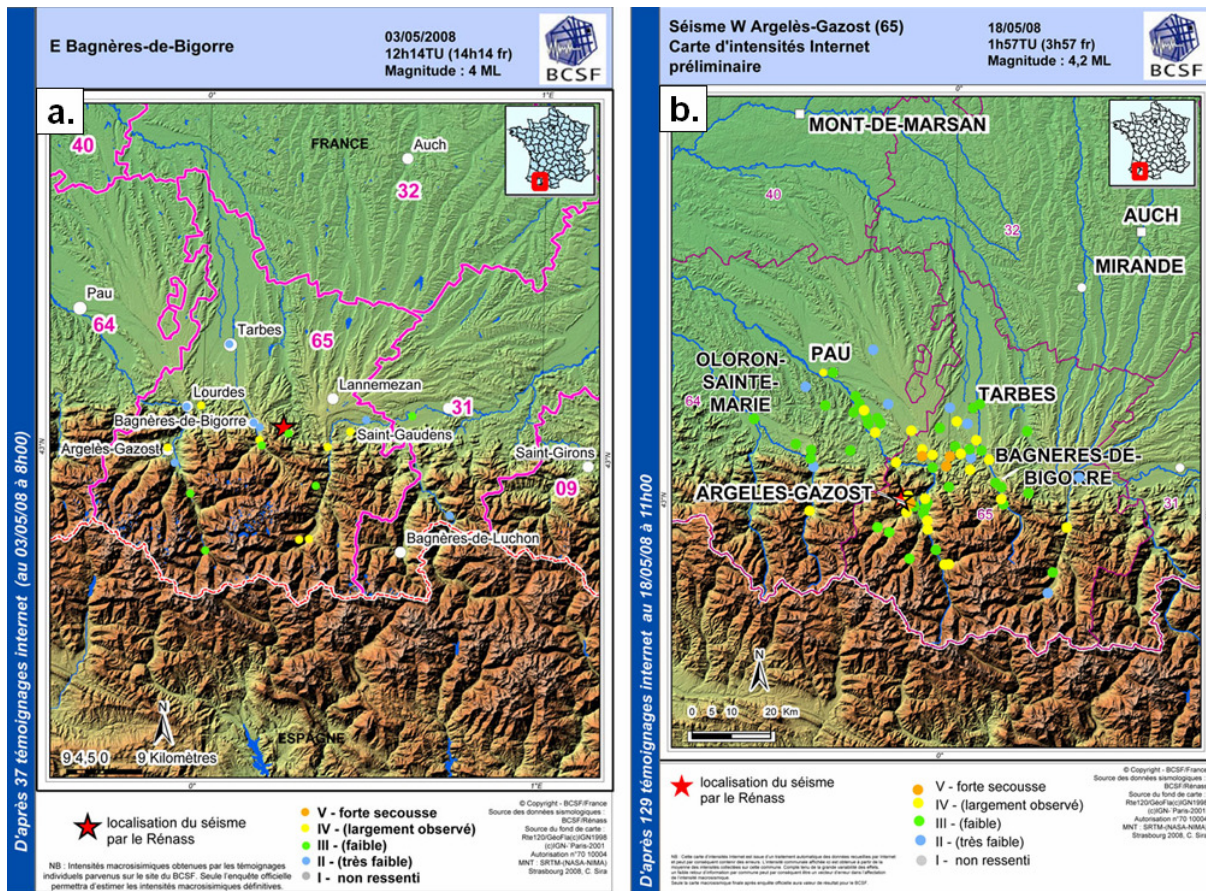 D'après 37 témoignages internet (au 03/05/08 à 8h00)
E Bagnères-de-Bigorre
03/05/2008
12h14TU (14h14 fr)
Magnitude : 4 ML
BCSF
0°
1°E
a.
40
FRANCE
Auch
32
Pau
64
Tarbes
65
Lourdes
Lannemezan
31
Bagnères-de-Bigorre
Saint-Gaudens
Argelès-Gazost
Saint-Girons
43°N
43°N
09
Bagnères-de-Luchon
N
9 4,5 0 9 Kilomètres
ESPAGNE
0°
1°E
localisation du séisme
par le Rénass
V - forte secousse
IV - (largement observé)
III - (faible)
II - (très faible)
I - non ressenti
NB : Intensités macrosismiques obtenues par les témoignages
individuels parvenus sur le site du BCSF. Seule l'enquête officielle
permettra d'estimer les intensités macrosismiques définitives.
© Copyright - BCSF/France
Source des données sismologiques :
BCSF/Rénass
Source du fond de carte :
Rte120/GéoFla(c)IGN1998
(c)IGN-Paris-2001
Autorisation n°70 10004
MNT : SRTM-(NASA-NIMA)
Strasbourg 2008, C. Sira
D'après 129 témoignages internet au 18/05/08 à 11h00
Séisme W Argelès-Gazost (65)
Carte d'intensités Internet
préliminaire
18/05/08
1h57TU (3h57 fr)
Magnitude : 4,2 ML
BCSF
0°
b.
MONT-DE-MARSAN
40
32
AUCH
MIRANDE
PAU
OLORON-
SAINTE-
MARIE
64
TARBES
BAGNERES-DE-
BIGORRE
43°N
43°N
ARGELES-GAZOST
65
31
N
0 5 10 20 Km
0°
localisation du séisme
par le Rénass
V - forte secousse
IV - (largement observé)
III - (faible)
II - (très faible)
I - non ressenti
© Copyright - BCSF/France
Source des données sismologiques :
BCSF/Rénass
Source du fond de carte :
Rte120/GéoFla(c)IGN1998
(c)IGN-Paris-2001
Autorisation n°70 10004
MNT : SRTM-(NASA-NIMA)
Strasbourg 2008, C. Sira